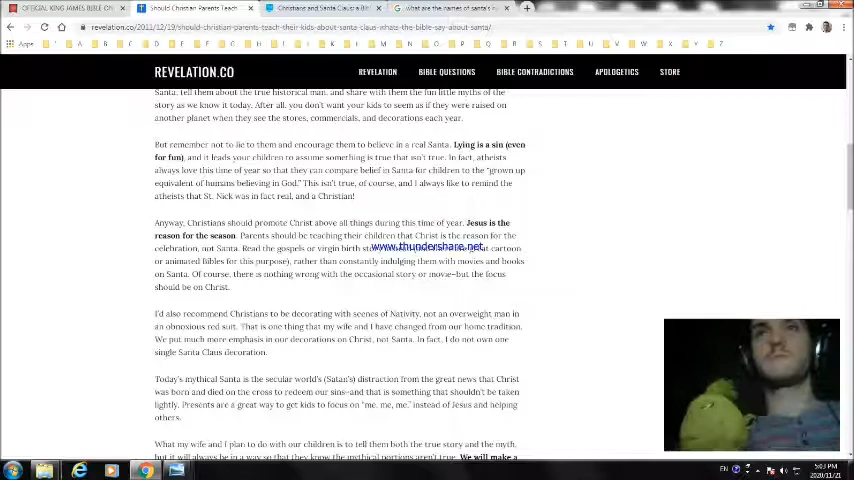 OFFICIAL KING JAMES BIBLE ON
Should Christian Parents Teach
Christians and Santa Claus: a Bi
what are the names of santa's r
revelation.co/2011/12/19/should-christian-parents-teach-their-kids-about-santa-claus-whats-the-bible-say-about-santa/
Apps A B C D E F G H I J K L M N O P Q R S T U V W X Y Z
REVELATION.CO
REVELATION BIBLE QUESTIONS BIBLE CONTRADICTIONS APOLOGETICS STORE
Santa, tell them about the true historical man, and share with them the fun little myths of the
story as we know it today. After all, you don't want your kids to seem as if they were raised on
another planet when they see the stores, commercials, and decorations each year.
But remember not to lie to them and encourage them to believe in a real Santa. Lying is a sin (even
for fun), and it leads your children to assume something is true that isn't true. In fact, atheists
always love this time of year so that they can compare belief in Santa for children to the "grown up
equivalent of humans believing in God." This isn't true, of course, and I always like to remind the
atheists that St. Nick was in fact real, and a Christian!
Anyway, Christians should promote Christ above all things during this time of year. Jesus is the
reason for the season. Parents should be teaching their children that Christ is the reason for the
celebration, not Santa. Read the gospels or virgin birth cartoon
www.thundershare.net
or animated Bibles for this purpose), rather than constantly indulging them with movies and books
on Santa. Of course, there is nothing wrong with the occasional story or movie–but the focus
should be on Christ.
I'd also recommend Christians to be decorating with scenes of Nativity, not an overweight man in
an obnoxious red suit. That is one thing that my wife and I have changed from our home tradition.
We put much more emphasis in our decorations on Christ, not Santa. In fact, I do not own one
single Santa Claus decoration.
Today's mythical Santa is the secular world's (Satan's) distraction from the great news that Christ
was born and died on the cross to redeem our sins–and that is something that shouldn't be taken
lightly. Presents are a great way to get kids to focus on "me, me, me," instead of Jesus and helping
others.
What my wife and I plan to do with our children is to tell them both the true story and the myth,
but it will always be in a way so that they know the mythical portions aren't true. We will make a
EN
5:03 PM
2020/11/21